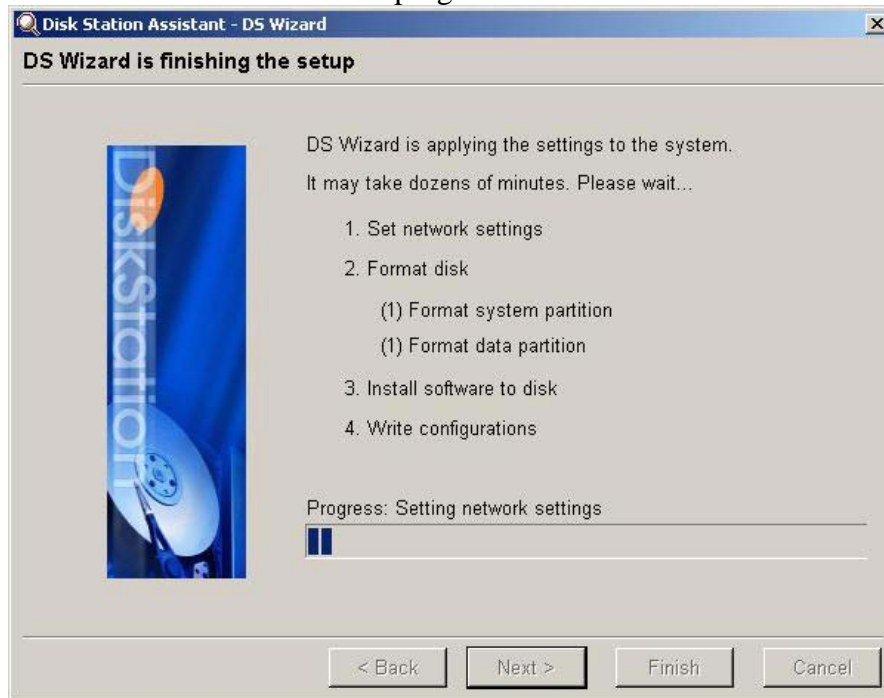 Disk Station Assistant - DS Wizard
DS Wizard is finishing the setup
DiskStation
DS Wizard is applying the settings to the system.
It may take dozens of minutes. Please wait...
1. Set network settings
2. Format disk
(1) Format system partition
(1) Format data partition
3. Install software to disk
4. Write configurations
Progress: Setting network settings
< Back Next > Finish Cancel